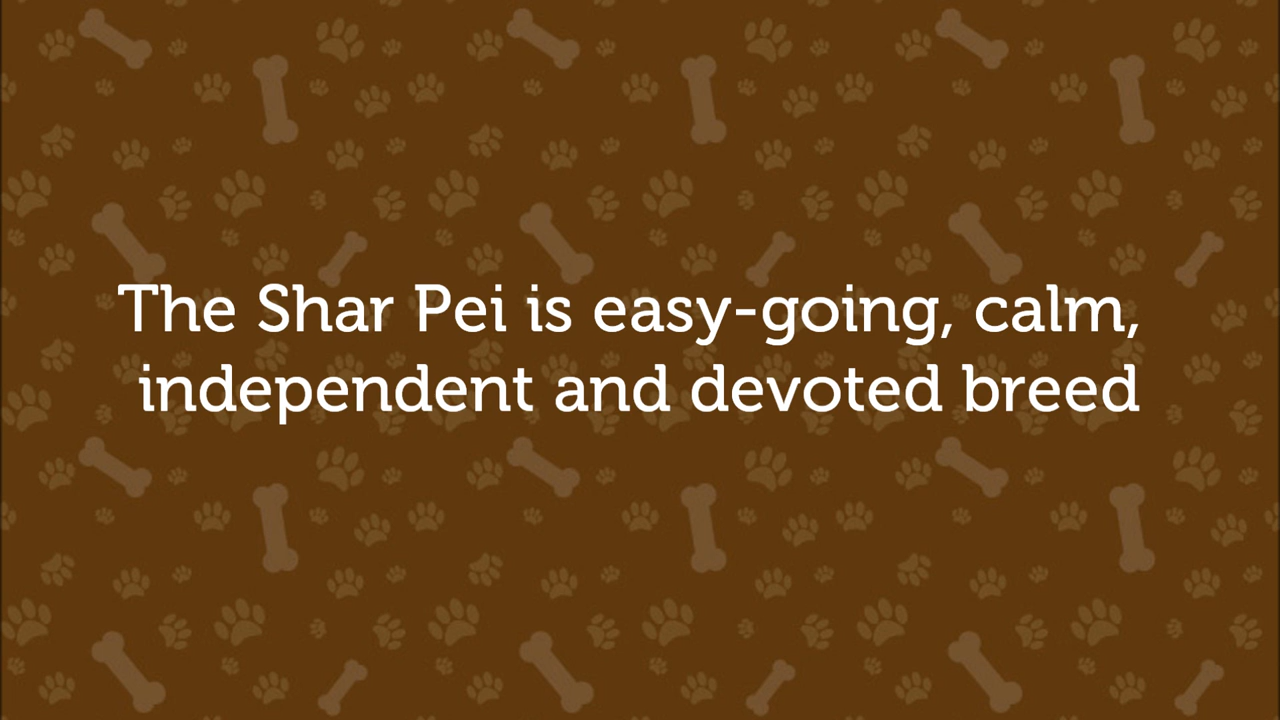 The Shar Pei is easy-going, calm,
independent and devoted breed